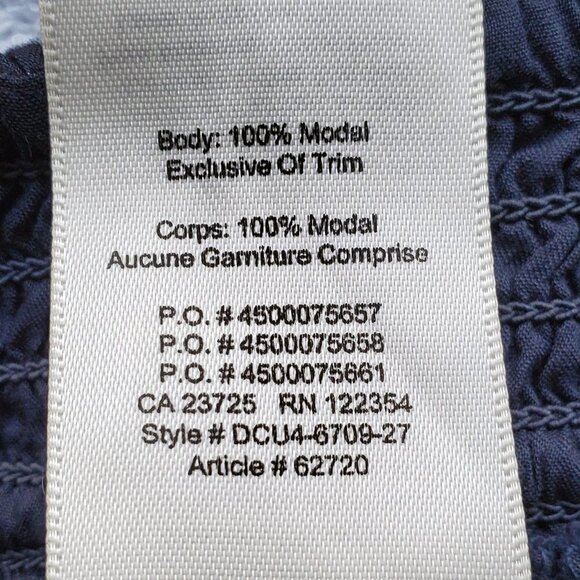 Body: 100% Modal
Exclusive Of Trim
Corps: 100% Modal
Aucune Garniture Comprise
P.O. # 4500075657
P.O. # 4500075658
P.O. # 4500075661
CA 23725 RN 122354
Style # DCU4-6709-27
Article # 62720